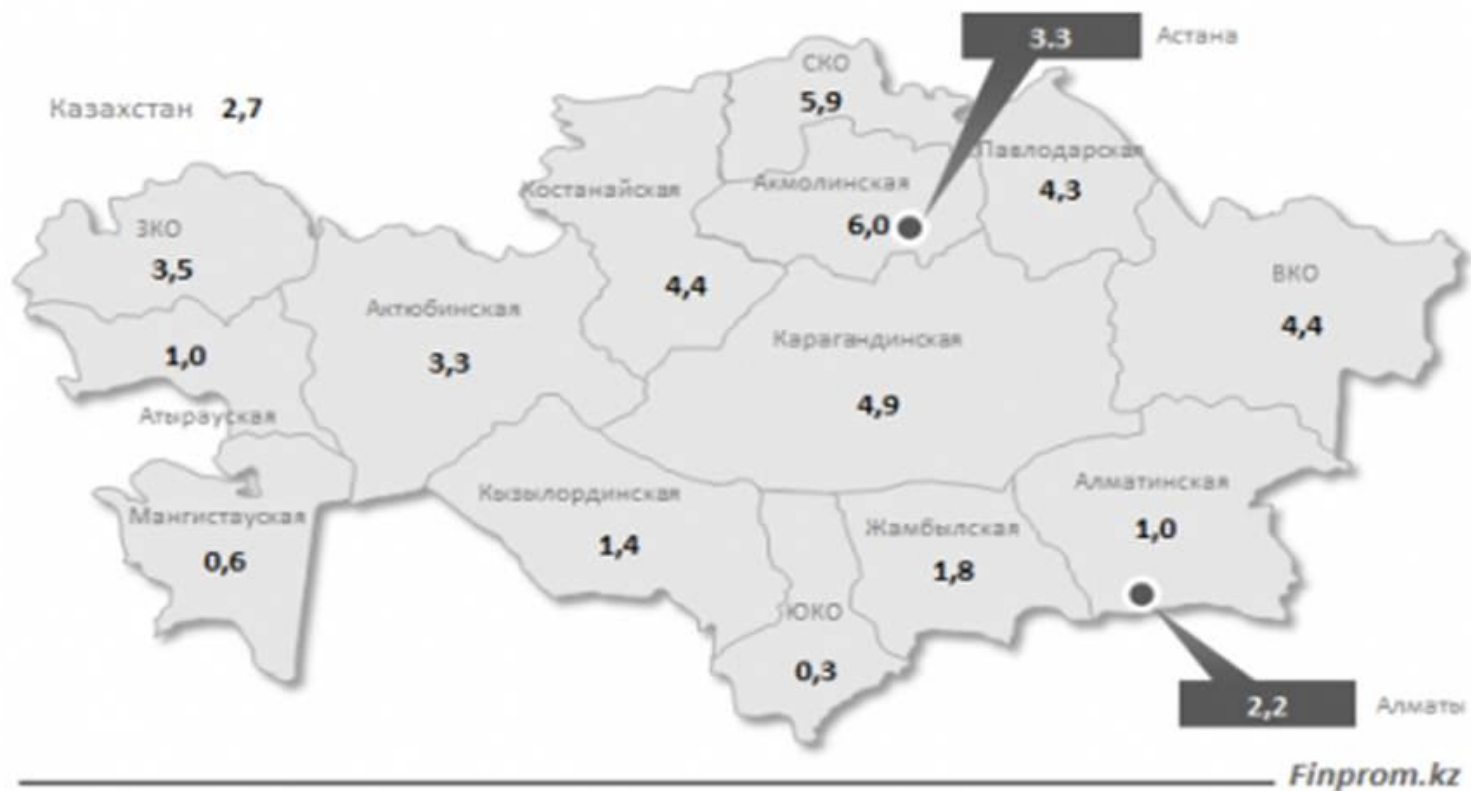 3.3 Астана
СКО
5,9
Казахстан 2,7
Павлодарская
4,3
Костанайская
4,4
Акмолинская
6,0
ЗКО
3,5
ВКО
4,4
Актюбинская
3,3
Карагандинская
4,9
1,0
Атырауская
Мангистауская
0,6
Кызылординская
1,4
Жамбылская
1,8
Алматинская
1,0
ЮКО
0,3
2,2 Алматы
Finprom.kz